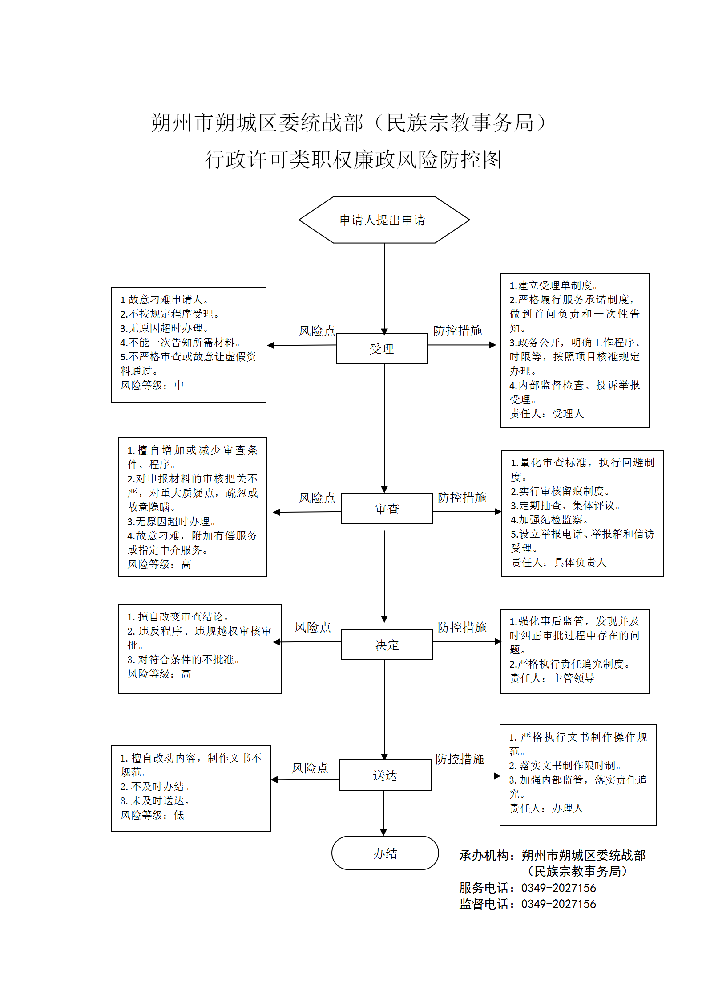 朔州市朔城区委统战部（民族宗教事务局）
行政许可类职权廉政风险防控图
申请人提出申请
1 故意刁难申请人。
2.不按规定程序受理。
3.无原因超时办理。
4.不能一次告知所需材料。
5.不严格审查或故意让虚假资
料通过。
风险等级：中
风险点
受理
防控措施
1.建立受理单制度。
2.严格履行服务承诺制度，
做到首问负责和一次性告
知。
3.政务公开，明确工作程序、
时限等，按照项目核准规定
办理。
4.内部监督检查、投诉举报
受理。
责任人：受理人
1.擅自增加或减少审查条
件、程序。
2.对申报材料的审核把关不
严，对重大质疑点，疏忽或
故意隐瞒。
3.无原因超时办理。
4.故意刁难，附加有偿服务
或指定中介服务。
风险等级：高
风险点
审查
防控措施
1.量化审查标准，执行回避制
度。
2.实行审核留痕制度。
3.定期抽查、集体评议。
4.加强纪检监察。
5.设立举报电话、举报箱和信访
受理。
责任人：具体负责人
1.擅自改变审查结论。
2.违反程序、违规越权审核审
批。
3.对符合条件的不批准。
风险等级：高
风险点
决定
防控措施
1.强化事后监管，发现并及
时纠正审批过程中存在的问
题。
2.严格执行责任追究制度。
责任人：主管领导
1.擅自改动内容，制作文书不
规范。
2.不及时办结。
3.未及时送达。
风险等级：低
风险点
送达
防控措施
1.严格执行文书制作操作规
范。
2.落实文书制作限时制。
3.加强内部监管，落实责任追
究。
责任人：办理人
办结
承办机构：朔州市朔城区委统战部
（民族宗教事务局）
服务电话：0349-2027156
监督电话：0349-2027156